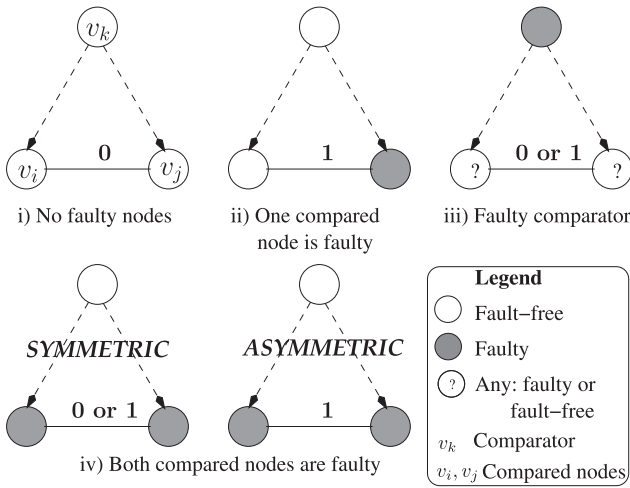 v_k
0
v_i
v_j
i) No faulty nodes
1
ii) One compared
node is faulty
0 or 1
?
?
iii) Faulty comparator
SYMMETRIC
0 or 1
ASYMMETRIC
1
iv) Both compared nodes are faulty
Legend
Fault-free
Faulty
? Any: faulty or
fault-free
v_k Comparator
v_i, v_j Compared nodes